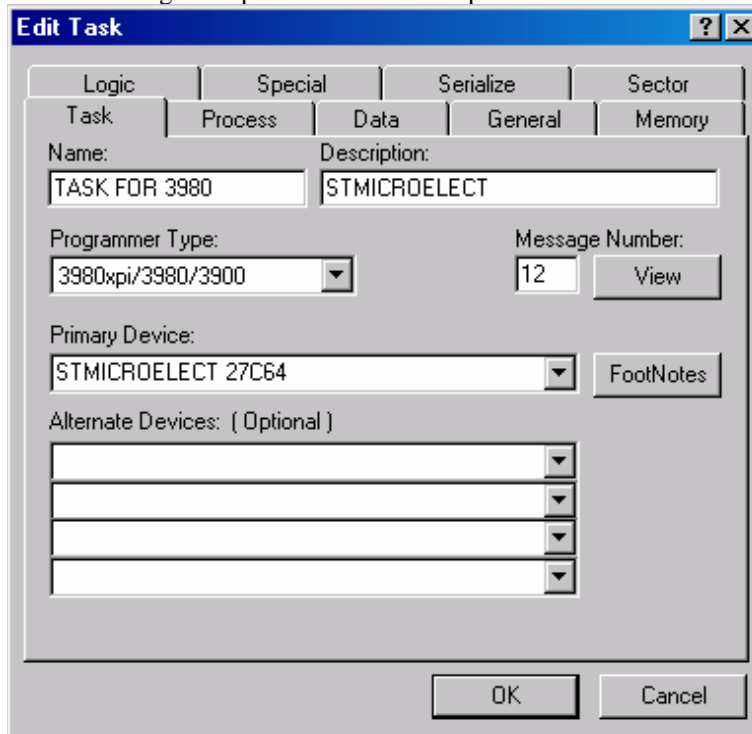 Edit Task
Logic Special Serialize Sector
Task Process Data General Memory
Name: Description:
TASK FOR 3980 STMICROELECT
Programmer Type: Message Number:
3980xpi/3980/3900 12 View
Primary Device:
STMICROELECT 27C64 FootNotes
Alternate Devices: ( Optional )
OK Cancel